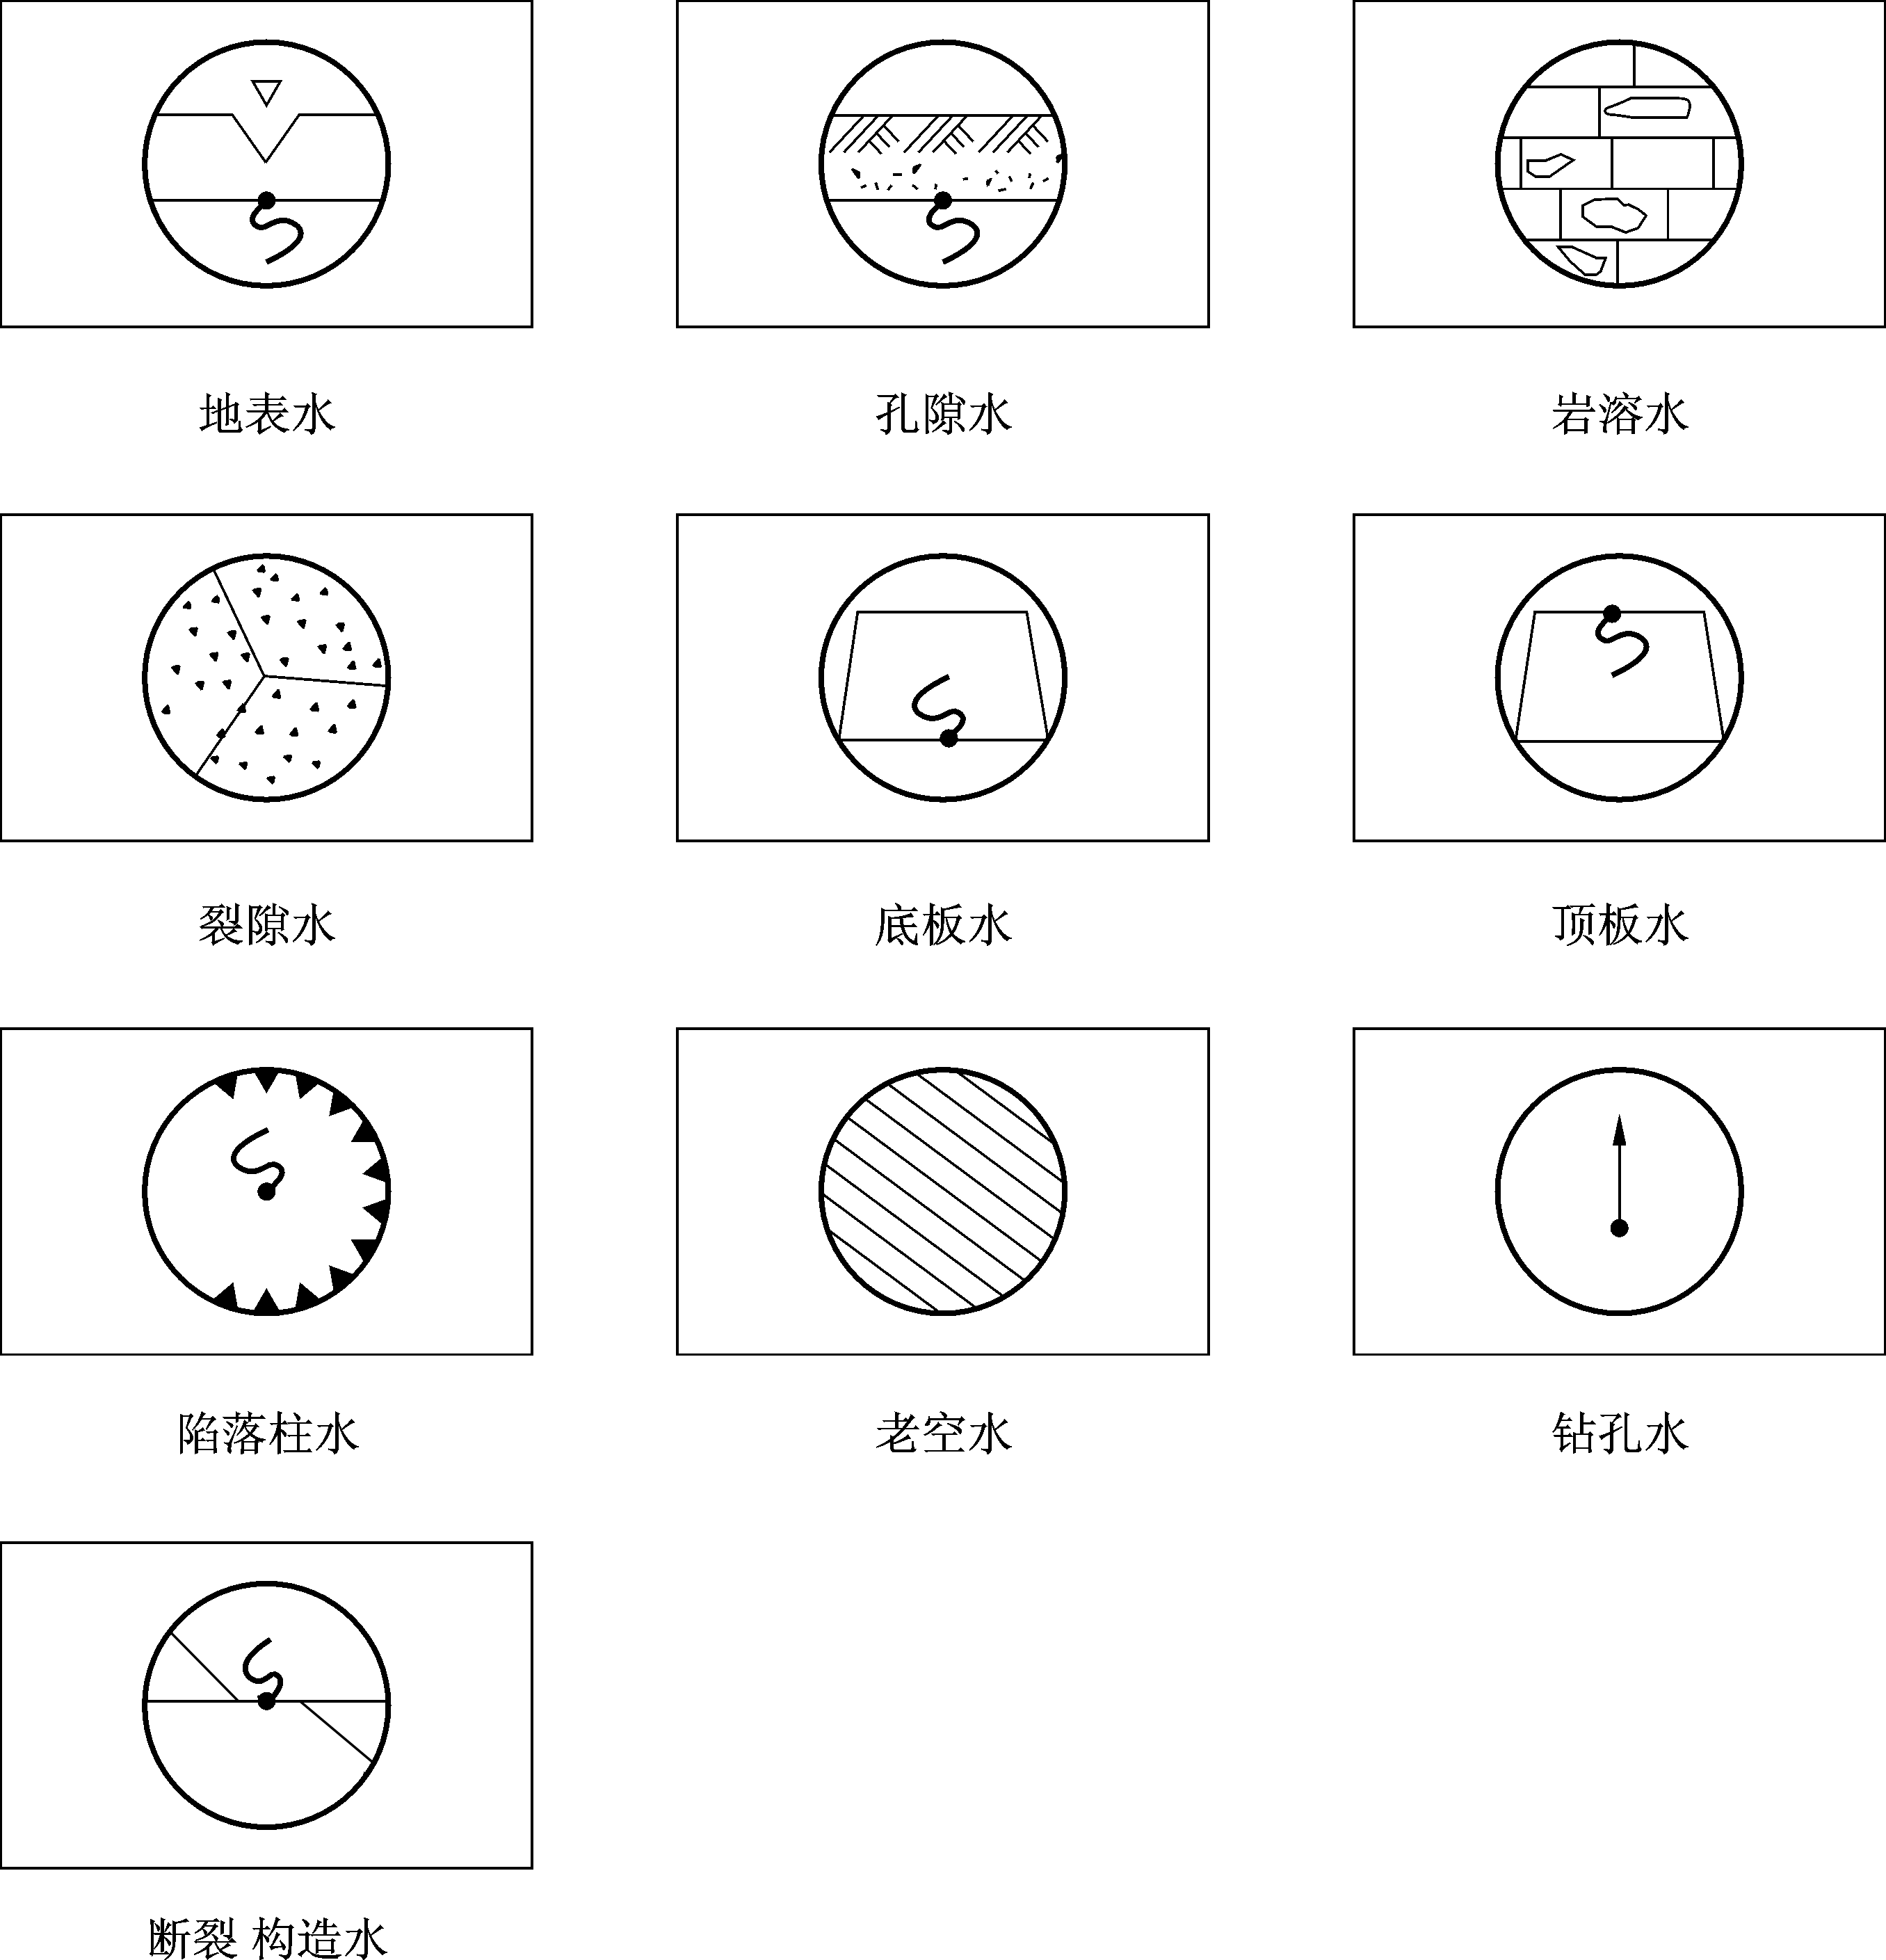 地表水
孔隙水
岩溶水
裂隙水
底板水
顶板水
陷落柱水
老空水
钻孔水
断裂 构造水